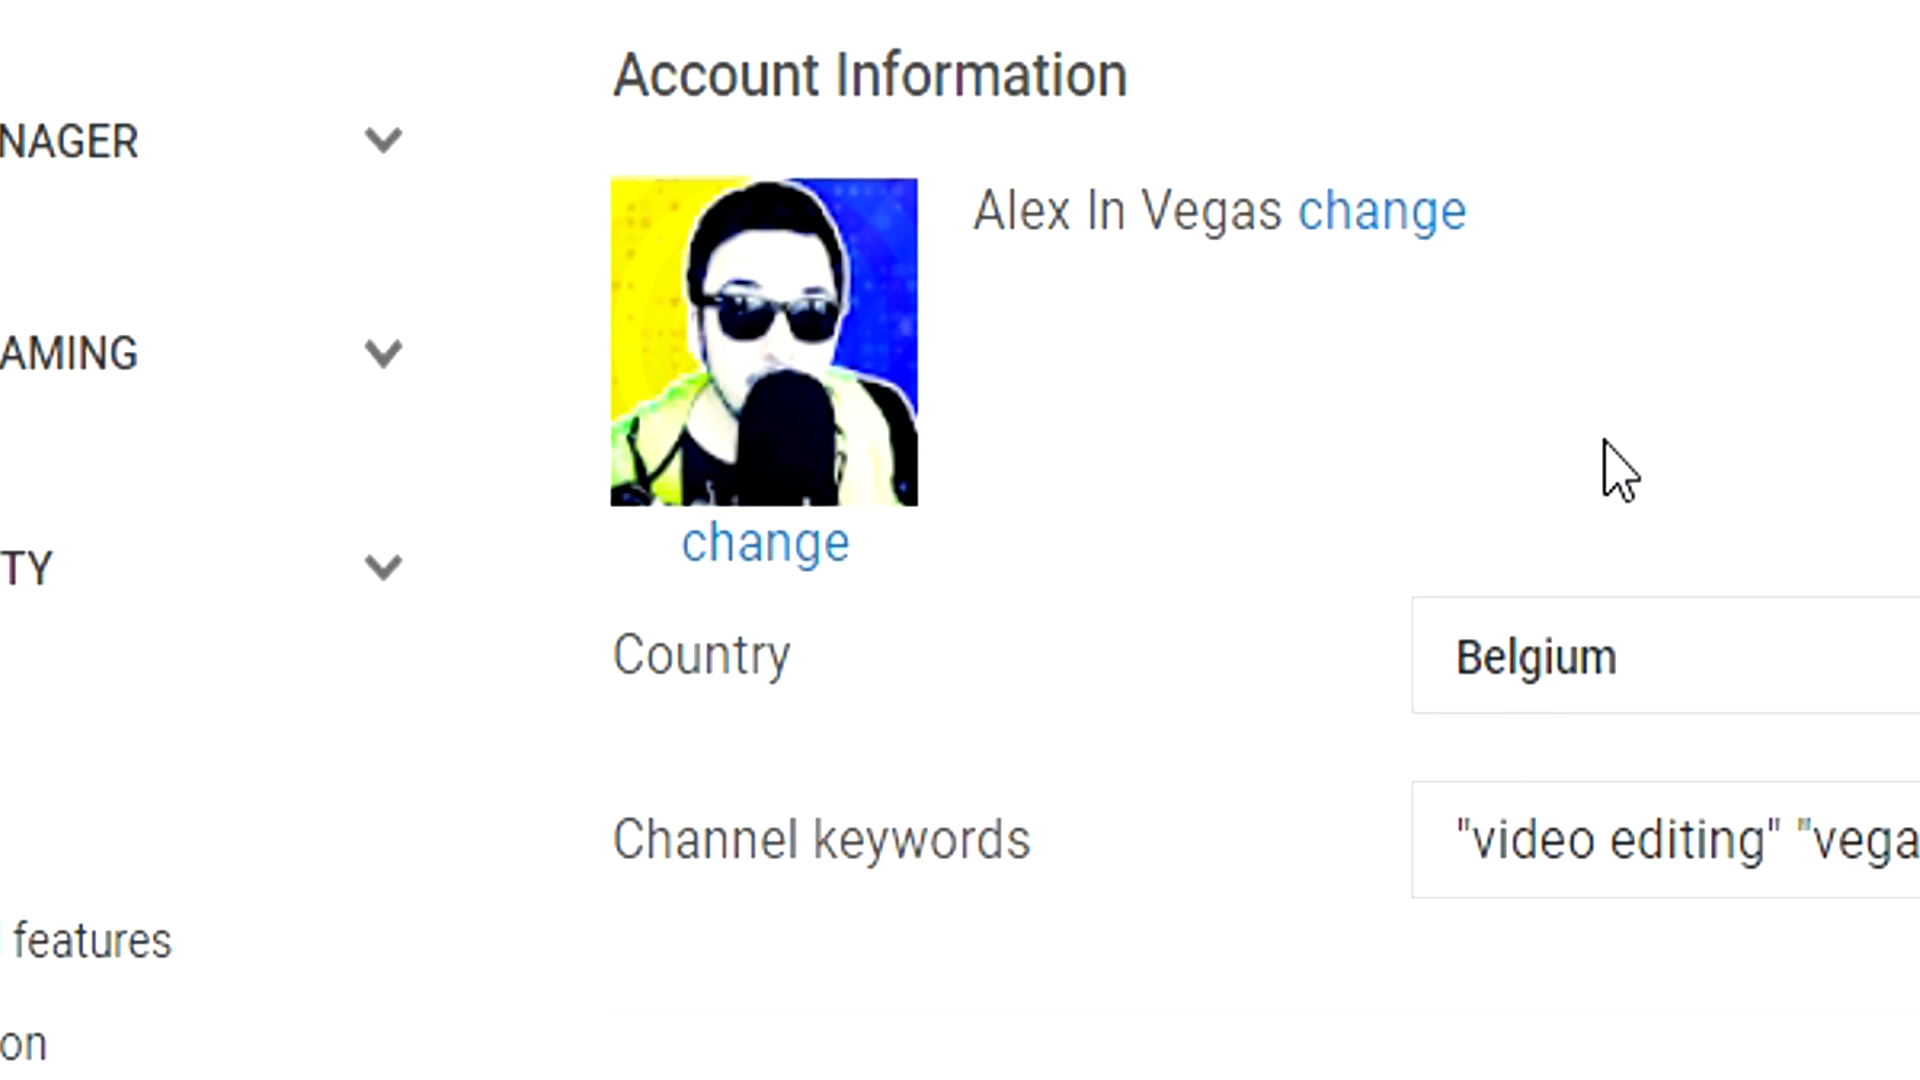 Account Information
NAGER
Alex In Vegas change
AMING
change
TY
Country
Belgium
Channel keywords
"video editing" "vega
features
on